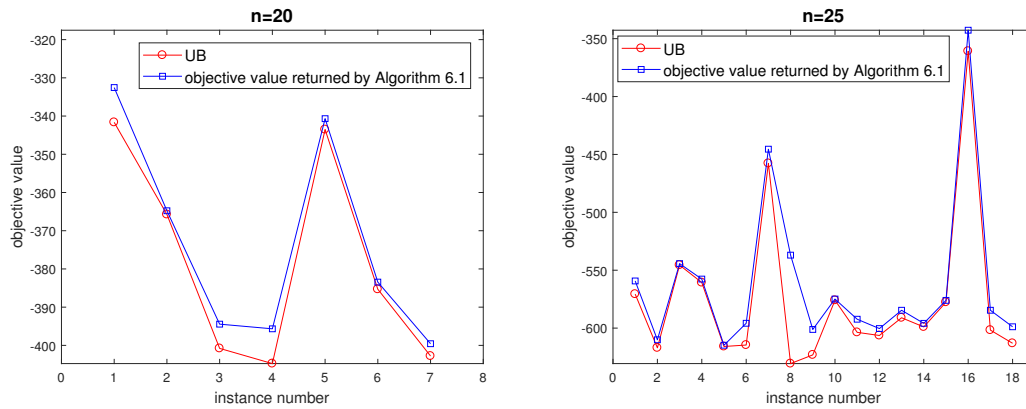 n=20
-320
-330
-340
-350
-360
-370
-380
-390
-400
objective value
UB
objective value returned by Algorithm 6.1
0 1 2 3 4 5 6 7 8
instance number
n=25
-350
-400
-450
-500
-550
-600
objective value
UB
objective value returned by Algorithm 6.1
0 2 4 6 8 10 12 14 16 18
instance number